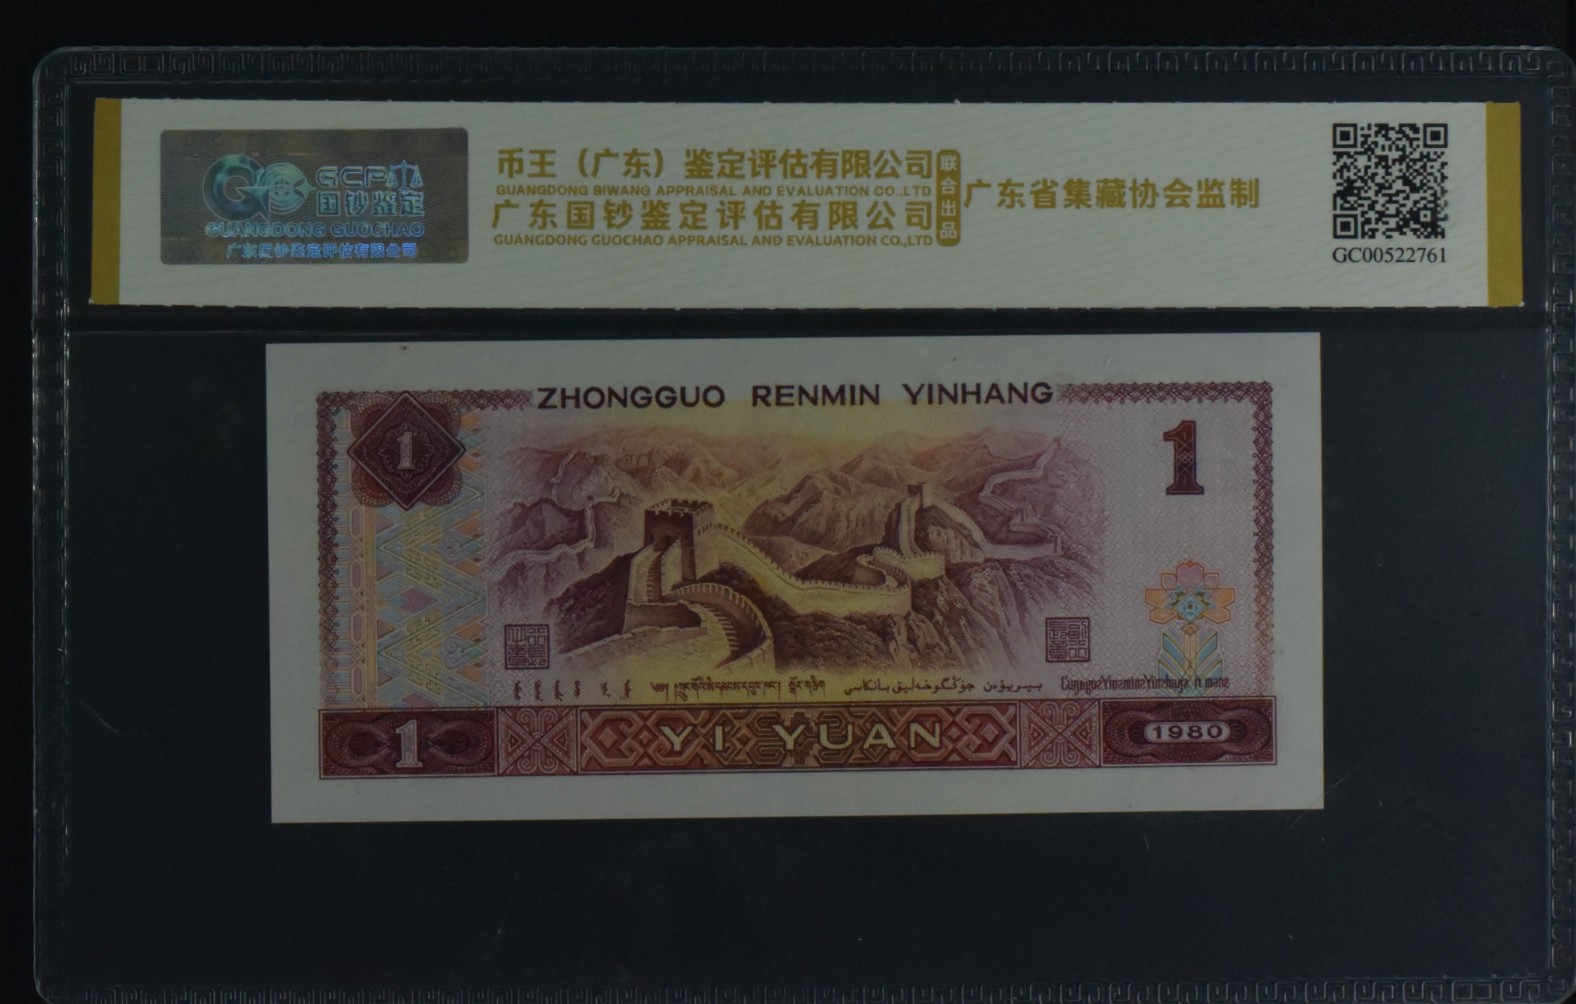 GCP
国钞鉴定
GUANGDONG GUOCHAO
广东国钞鉴定评估有限公司
币王（广东）鉴定评估有限公司
GUANGDONG BIWANG APPRAISAL AND EVALUATION CO.,LTD
广东国钞鉴定评估有限公司
GUANGDONG GUOCHAO APPRAISAL AND EVALUATION CO.,LTD
联合出品
广东省集藏协会监制
GC00522761
ZHONGGUO RENMIN YINHANG
1
1
1
YI YUAN
1980